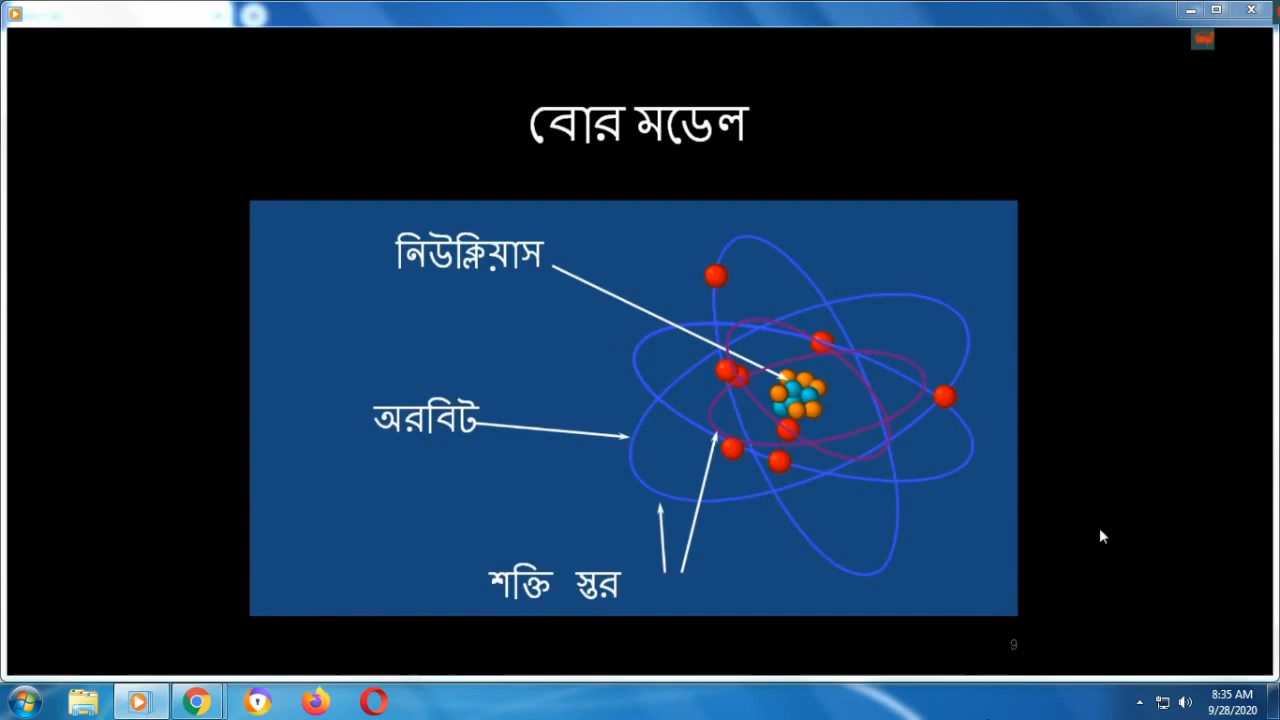 বোর মডেল
নিউক্লিয়াস
অরবিট
শক্তি স্তর
9
8:35 AM
9/28/2020